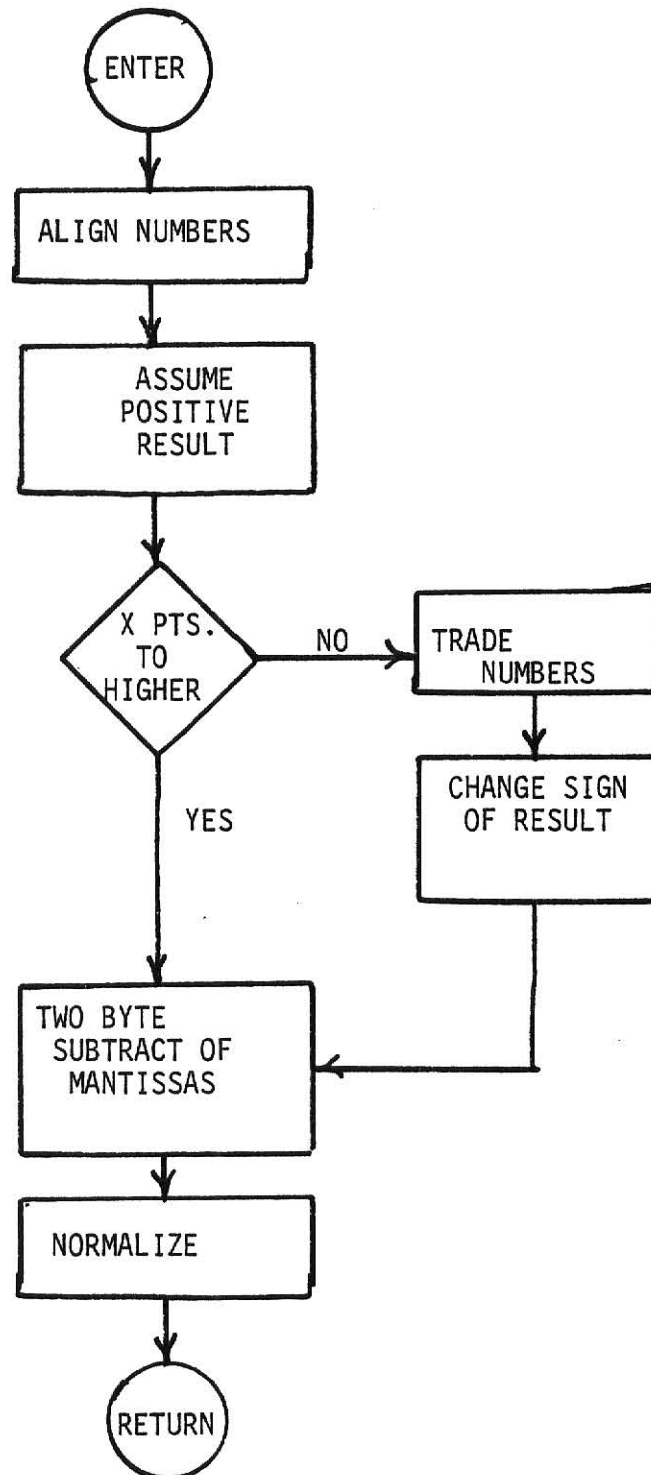 ENTER
ALIGN NUMBERS
ASSUME
POSITIVE
RESULT
X PTS.
TO
HIGHER
NO
TRADE
NUMBERS
CHANGE SIGN
OF RESULT
YES
TWO BYTE
SUBTRACT OF
MANTISSAS
NORMALIZE
RETURN